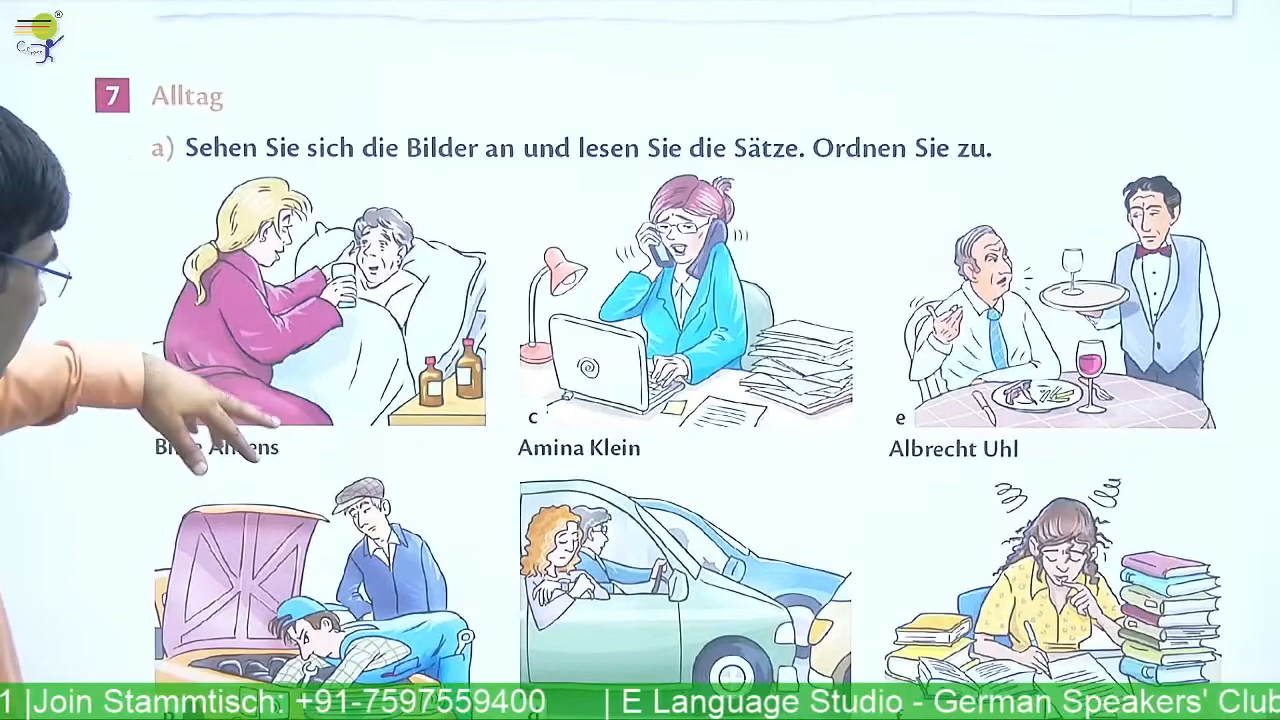 7 Alltag
a) Sehen Sie sich die Bilder an und lesen Sie die Sätze. Ordnen Sie zu.
c
e
Amina Klein
Albrecht Uhl
1 |Join Stammtisch: +91-7597559400 | E Language Studio - German Speakers' Club